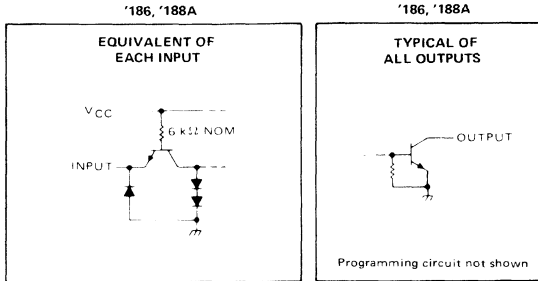 '186, '188A
EQUIVALENT OF
EACH INPUT
VCC
6 kΩ NOM
INPUT
'186, '188A
TYPICAL OF
ALL OUTPUTS
OUTPUT
Programming circuit not shown